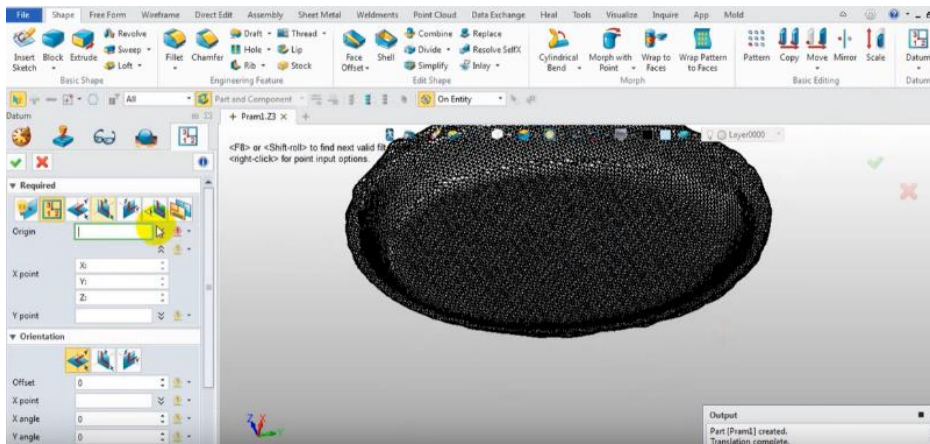 File Shape Free Form Wireframe Direct Edit Assembly Sheet Metal Weldments Point Cloud Data Exchange Heal Tools Visualize Inquire App Mold
Revolve Draft Thread Combine Replace
Sweep Hole Lip Divide Resolve SelfX
Loft Rib Stock Simplify Inlay
Insert Sketch Block Extrude Fillet Chamfer Face Offset Shell Cylindrical Bend Morph with Point Wrap to Faces Wrap Pattern to Faces Pattern Copy Move Mirror Scale Datum
Basic Shape Engineering Feature Edit Shape Morph Basic Editing Datum
All Part and Component On Entity
Datum
+ Pram1.Z3 × +
Layer0000
<F8> or <Shift-roll> to find next valid fil
<right-click> for point input options.
Required
Origin
X point
X:
Y:
Z:
Y point
Orientation
Offset 0
X point
X angle 0
Y angle 0
Z X Y
Output
Part [Pram1] created.
Translation complete.